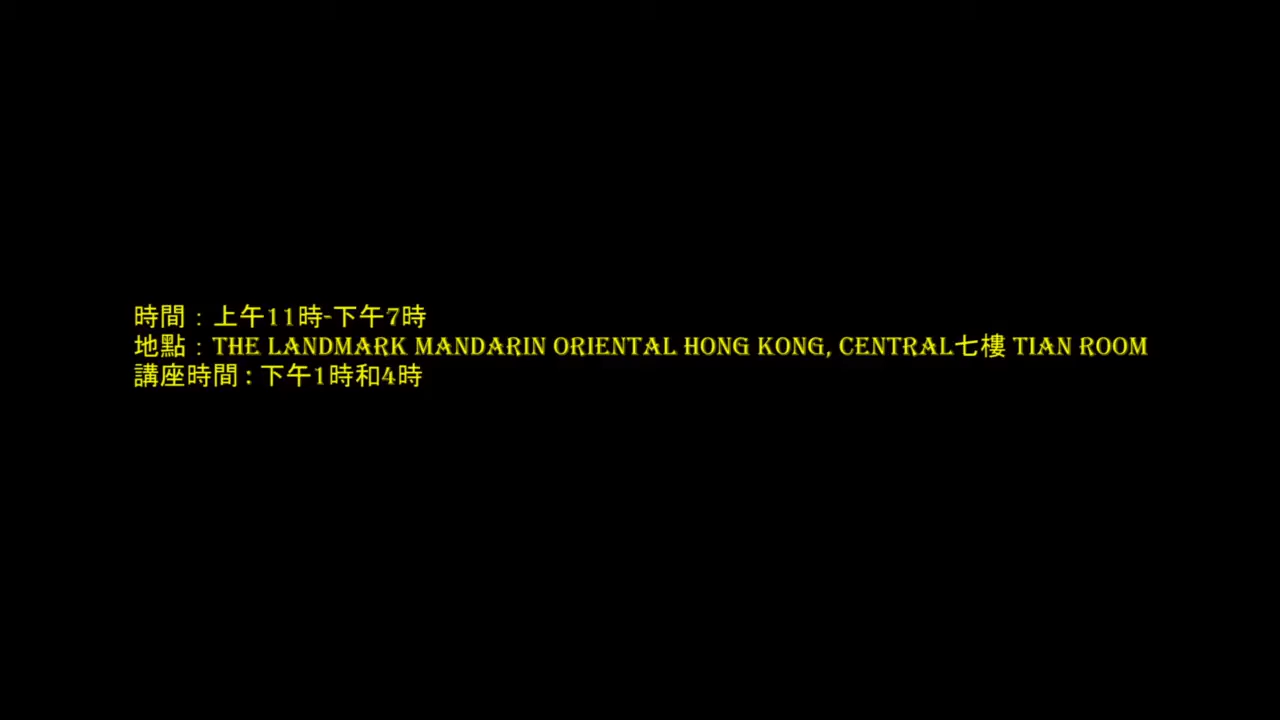 時間：上午11時-下午7時
地點：THE LANDMARK MANDARIN ORIENTAL HONG KONG, CENTRAL七樓 TIAN ROOM
講座時間 : 下午1時和4時